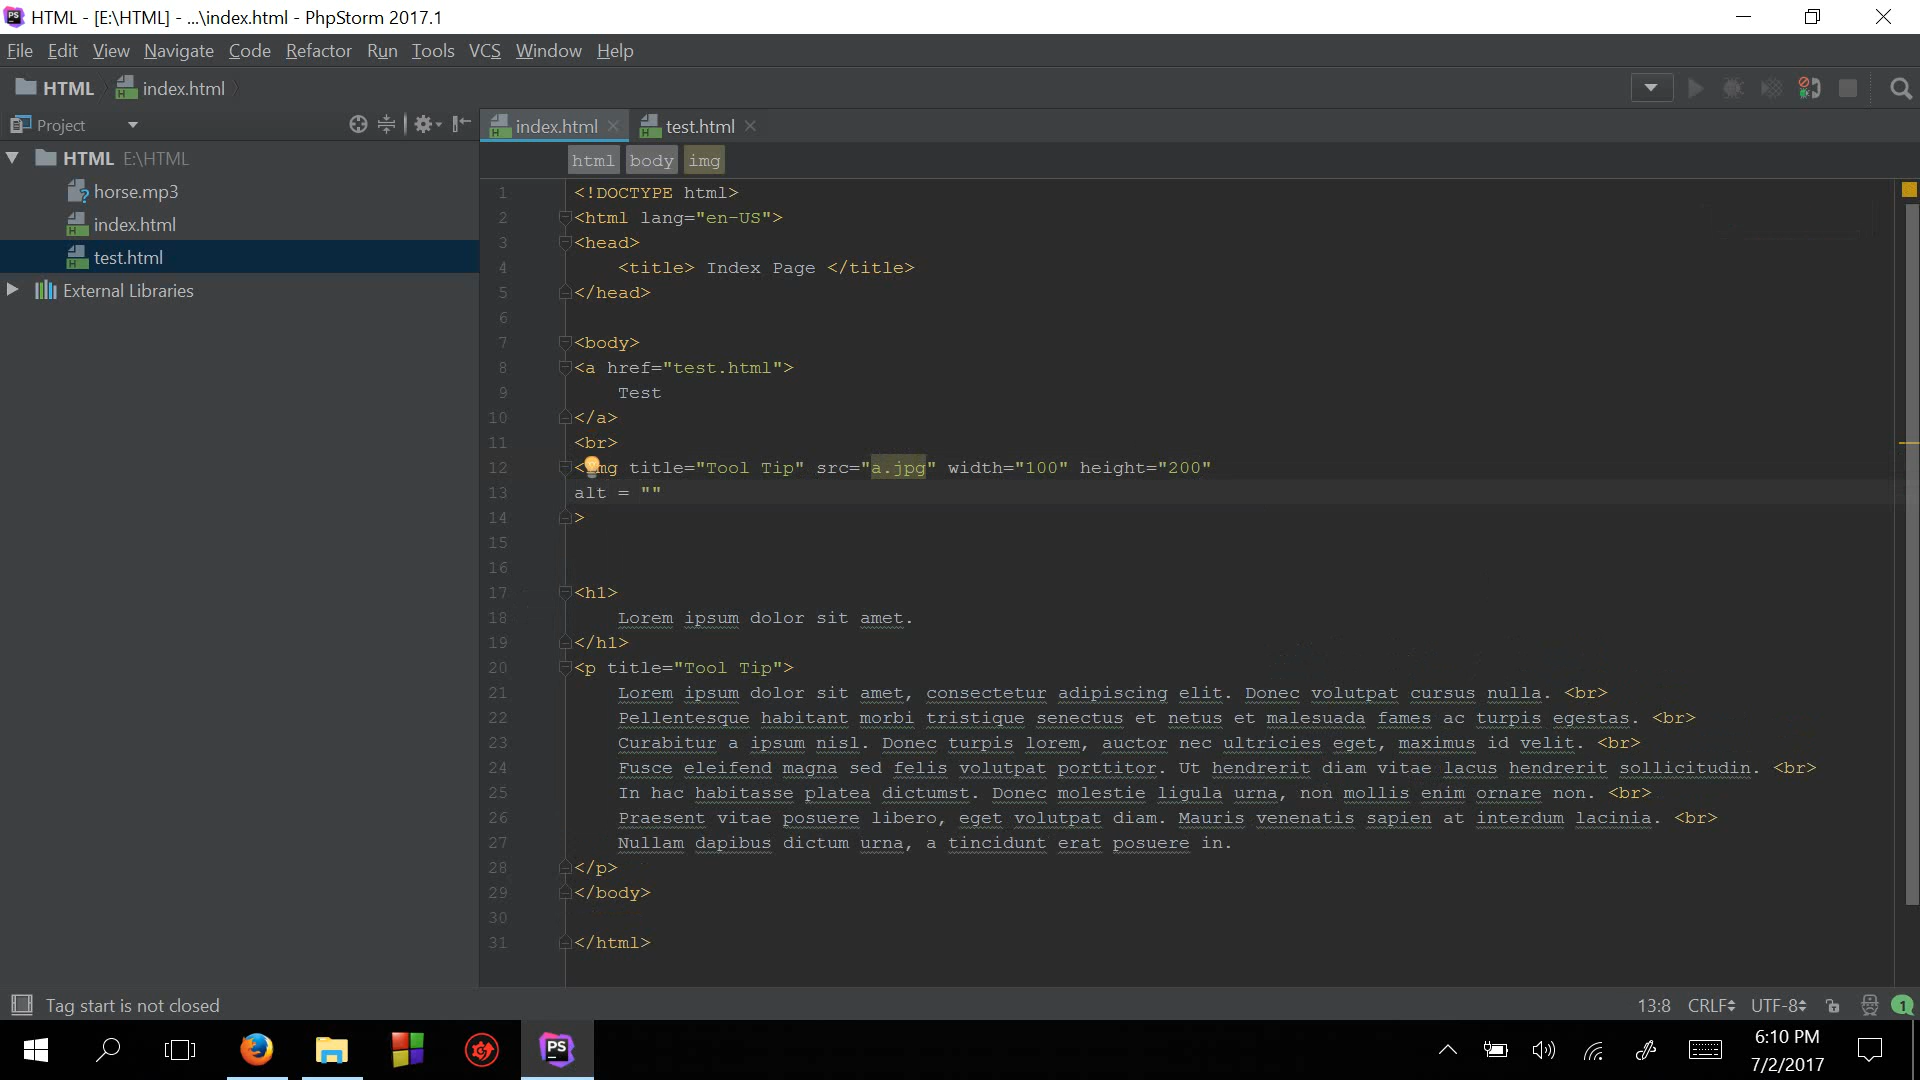 HTML - [E:\HTML] - ...\index.html - PhpStorm 2017.1
File Edit View Navigate Code Refactor Run Tools VCS Window Help
HTML index.html
Project
index.html test.html
HTML E:\HTML
horse.mp3
index.html
test.html
External Libraries
html body img
1 <!DOCTYPE html>
2 <html lang="en-US">
3 <head>
4 <title> Index Page </title>
5 </head>
6
7 <body>
8 <a href="test.html">
9 Test
10 </a>
11 <br>
12 < mg title="Tool Tip" src="a.jpg" width="100" height="200"
13 alt = ""
14 >
15
16
17 <h1>
18 Lorem ipsum dolor sit amet.
19 </h1>
20 <p title="Tool Tip">
21 Lorem ipsum dolor sit amet, consectetur adipiscing elit. Donec volutpat cursus nulla. <br>
22 Pellentesque habitant morbi tristique senectus et netus et malesuada fames ac turpis egestas. <br>
23 Curabitur a ipsum nisl. Donec turpis lorem, auctor nec ultricies eget, maximus id velit. <br>
24 Fusce eleifend magna sed felis volutpat porttitor. Ut hendrerit diam vitae lacus hendrerit sollicitudin. <br>
25 In hac habitasse platea dictumst. Donec molestie ligula urna, non mollis enim ornare non. <br>
26 Praesent vitae posuere libero, eget volutpat diam. Mauris venenatis sapien at interdum lacinia. <br>
27 Nullam dapibus dictum urna, a tincidunt erat posuere in.
28 </p>
29 </body>
30
31 </html>
Tag start is not closed 13:8 CRLF UTF-8 1
PS
6:10 PM
7/2/2017